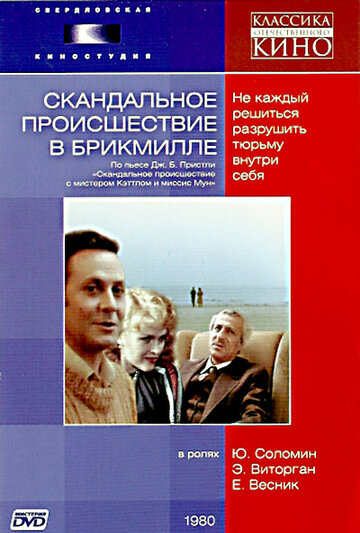 СВЕРДЛОВСКАЯ
КИНОСТУДИЯ
КЛАССИКА
ОТЕЧЕСТВЕННОГО
КИНО
СКАНДАЛЬНОЕ
ПРОИСШЕСТВИЕ
В БРИКМИЛЛЕ
По пьесе Дж. Б. Пристли
«Скандальное происшествие
с мистером Кэттлом и миссис Мун»
Не каждый
решиться
разрушить
тюрьму
внутри
себя
в ролях
Ю. Соломин
Э. Виторган
Е. Весник
МИСТЕРИЯ
DVD
1980